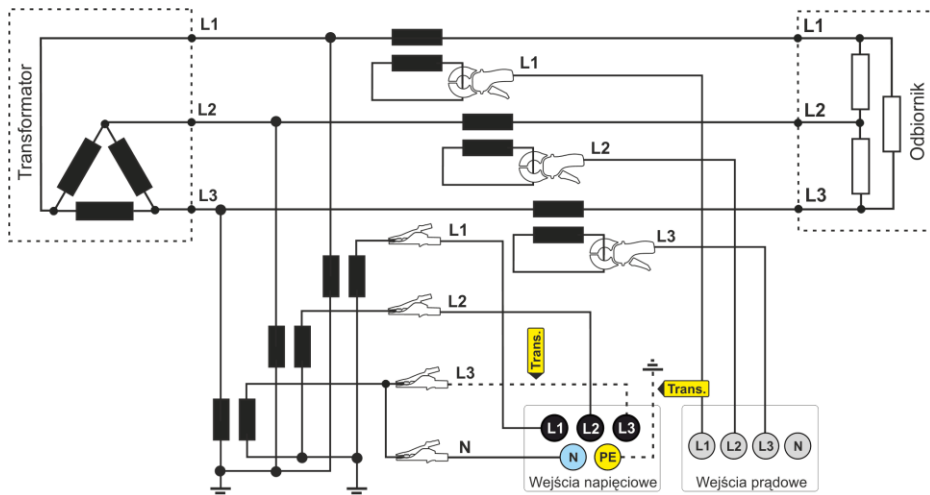 L1
L1
Transformator
L1
L2
L2
Odbiornik
L2
L3
L3
L1
L3
L2
Trans.
L3
Trans.
N
L1
L2
L3
N
PE
Wejścia napięciowe
L1
L2
L3
N
Wejścia prądowe